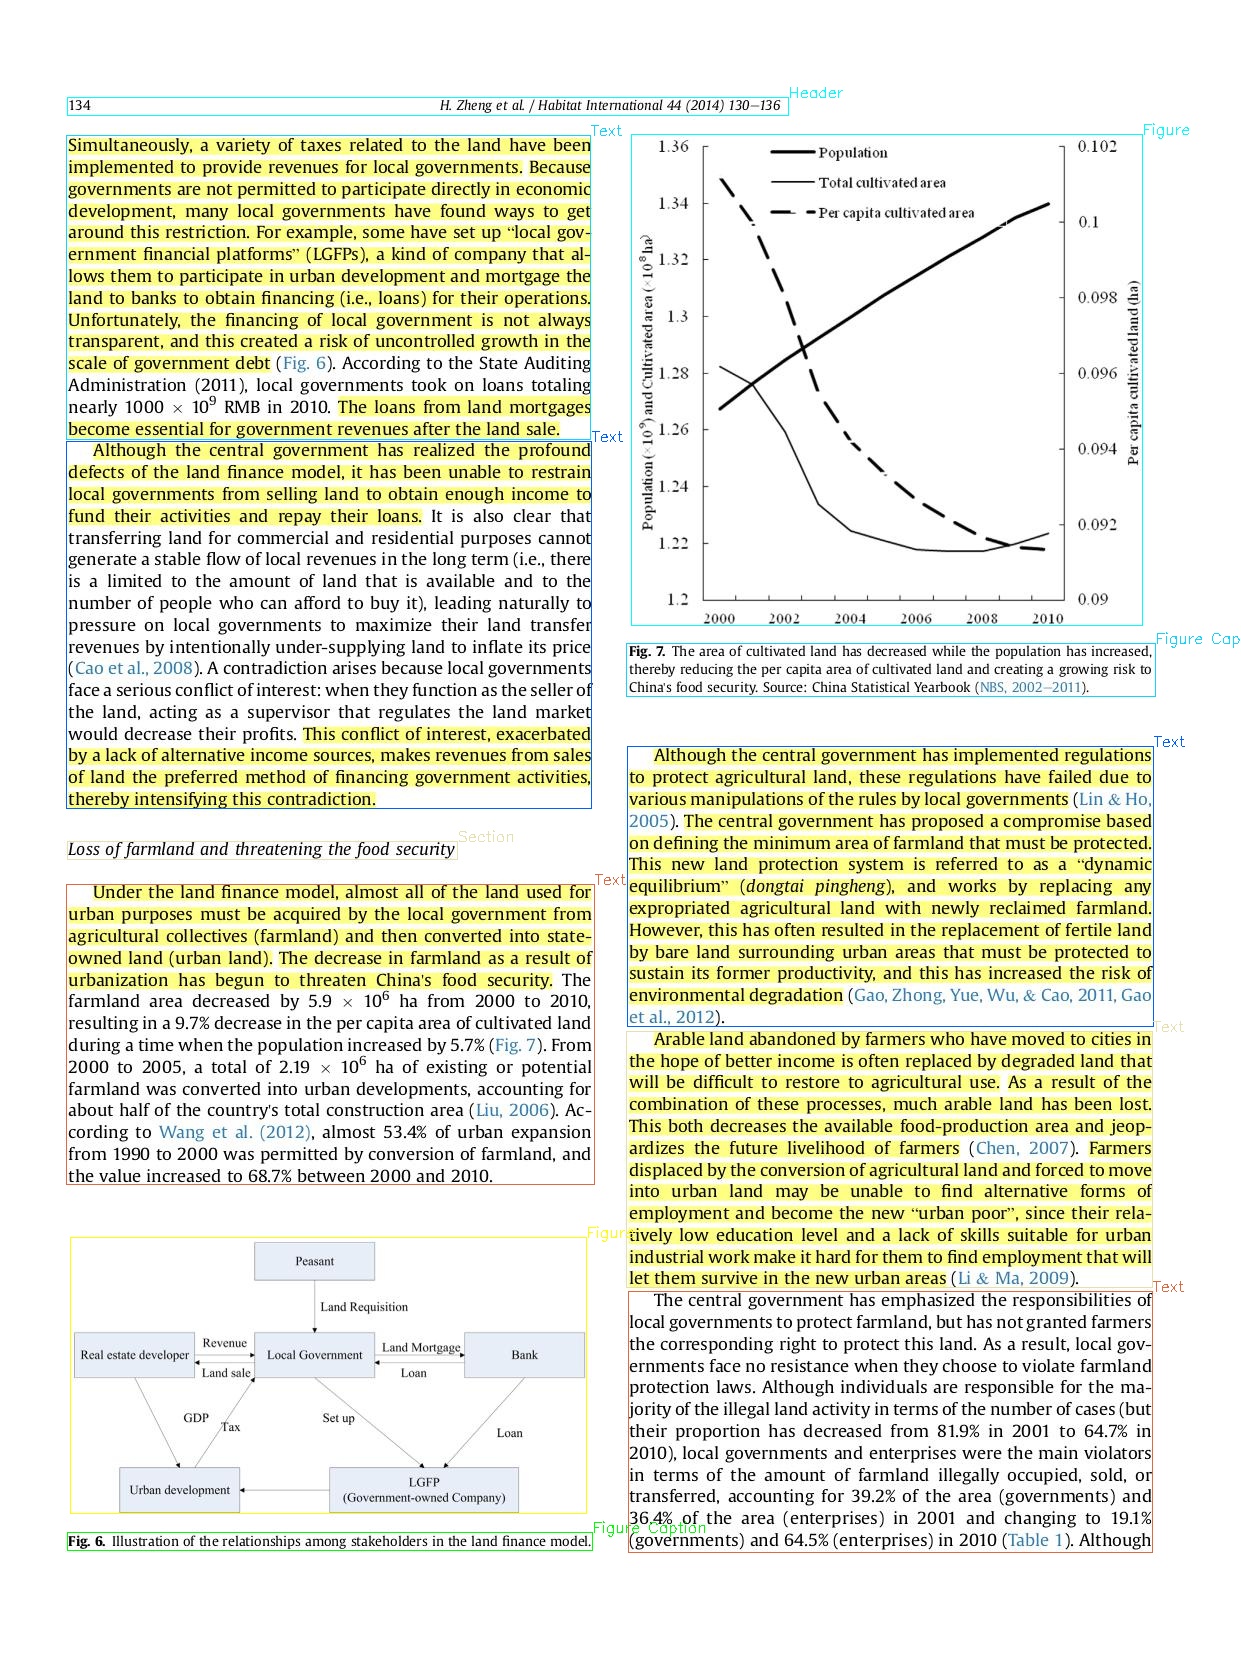 134
H. Zheng et al. / Habitat International 44 (2014) 130–136
Header
Text
Simultaneously, a variety of taxes related to the land have been
implemented to provide revenues for local governments. Because
governments are not permitted to participate directly in economic
development, many local governments have found ways to get
around this restriction. For example, some have set up “local gov-
ernment financial platforms” (LGFPs), a kind of company that al-
lows them to participate in urban development and mortgage the
land to banks to obtain financing (i.e., loans) for their operations.
Unfortunately, the financing of local government is not always
transparent, and this created a risk of uncontrolled growth in the
scale of government debt (Fig. 6). According to the State Auditing
Administration (2011), local governments took on loans totaling
nearly 1000 × 10⁹ RMB in 2010. The loans from land mortgages
become essential for government revenues after the land sale.
Text
Although the central government has realized the profound
defects of the land finance model, it has been unable to restrain
local governments from selling land to obtain enough income to
fund their activities and repay their loans. It is also clear that
transferring land for commercial and residential purposes cannot
generate a stable flow of local revenues in the long term (i.e., there
is a limited to the amount of land that is available and to the
number of people who can afford to buy it), leading naturally to
pressure on local governments to maximize their land transfer
revenues by intentionally under-supplying land to inflate its price
(Cao et al., 2008). A contradiction arises because local governments
face a serious conflict of interest: when they function as the seller of
the land, acting as a supervisor that regulates the land market
would decrease their profits. This conflict of interest, exacerbated
by a lack of alternative income sources, makes revenues from sales
of land the preferred method of financing government activities,
thereby intensifying this contradiction.
Section
Loss of farmland and threatening the food security
Text
Under the land finance model, almost all of the land used for
urban purposes must be acquired by the local government from
agricultural collectives (farmland) and then converted into state-
owned land (urban land). The decrease in farmland as a result of
urbanization has begun to threaten China's food security. The
farmland area decreased by 5.9 × 10⁶ ha from 2000 to 2010,
resulting in a 9.7% decrease in the per capita area of cultivated land
during a time when the population increased by 5.7% (Fig. 7). From
2000 to 2005, a total of 2.19 × 10⁶ ha of existing or potential
farmland was converted into urban developments, accounting for
about half of the country's total construction area (Liu, 2006). Ac-
cording to Wang et al. (2012), almost 53.4% of urban expansion
from 1990 to 2000 was permitted by conversion of farmland, and
the value increased to 68.7% between 2000 and 2010.
Figure
Peasant
Land Requisition
Real estate developer
Revenue
Land sale
Local Government
Land Mortgage
Loan
Bank
GDP
Tax
Set up
Loan
Urban development
LGFP
(Government-owned Company)
Figure Caption
Fig. 6. Illustration of the relationships among stakeholders in the land finance model.
Figure
Population
Total cultivated area
Per capita cultivated area
1.36
1.34
1.32
1.3
1.28
1.26
1.24
1.22
1.2
Population (×10⁹) and Cultivated area (×10⁸ha)
0.102
0.1
0.098
0.096
0.094
0.092
0.09
Per capita cultivated land (ha)
2000 2002 2004 2006 2008 2010
Figure Cap
Fig. 7. The area of cultivated land has decreased while the population has increased,
thereby reducing the per capita area of cultivated land and creating a growing risk to
China's food security. Source: China Statistical Yearbook (NBS, 2002–2011).
Text
Although the central government has implemented regulations
to protect agricultural land, these regulations have failed due to
various manipulations of the rules by local governments (Lin & Ho,
2005). The central government has proposed a compromise based
on defining the minimum area of farmland that must be protected.
This new land protection system is referred to as a “dynamic
equilibrium” (dongtai pingheng), and works by replacing any
expropriated agricultural land with newly reclaimed farmland.
However, this has often resulted in the replacement of fertile land
by bare land surrounding urban areas that must be protected to
sustain its former productivity, and this has increased the risk of
environmental degradation (Gao, Zhong, Yue, Wu, & Cao, 2011, Gao
et al., 2012).
Text
Arable land abandoned by farmers who have moved to cities in
the hope of better income is often replaced by degraded land that
will be difficult to restore to agricultural use. As a result of the
combination of these processes, much arable land has been lost.
This both decreases the available food-production area and jeop-
ardizes the future livelihood of farmers (Chen, 2007). Farmers
displaced by the conversion of agricultural land and forced to move
into urban land may be unable to find alternative forms of
employment and become the new “urban poor”, since their rela-
tively low education level and a lack of skills suitable for urban
industrial work make it hard for them to find employment that will
let them survive in the new urban areas (Li & Ma, 2009).
Text
The central government has emphasized the responsibilities of
local governments to protect farmland, but has not granted farmers
the corresponding right to protect this land. As a result, local gov-
ernments face no resistance when they choose to violate farmland
protection laws. Although individuals are responsible for the ma-
jority of the illegal land activity in terms of the number of cases (but
their proportion has decreased from 81.9% in 2001 to 64.7% in
2010), local governments and enterprises were the main violators
in terms of the amount of farmland illegally occupied, sold, or
transferred, accounting for 39.2% of the area (governments) and
36.4% of the area (enterprises) in 2001 and changing to 19.1%
(governments) and 64.5% (enterprises) in 2010 (Table 1). Although